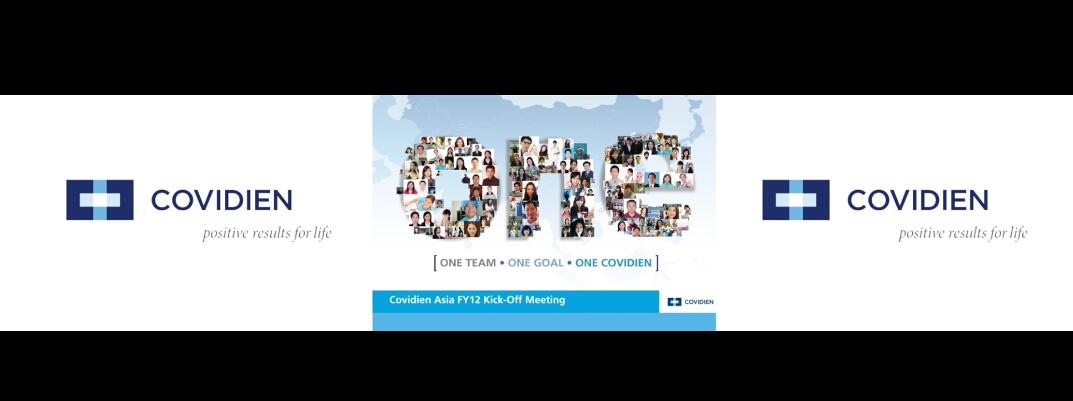 COVIDIEN
positive results for life
one
[ ONE TEAM • ONE GOAL • ONE COVIDIEN ]
Covidien Asia FY12 Kick-Off Meeting
COVIDIEN
COVIDIEN
positive results for life